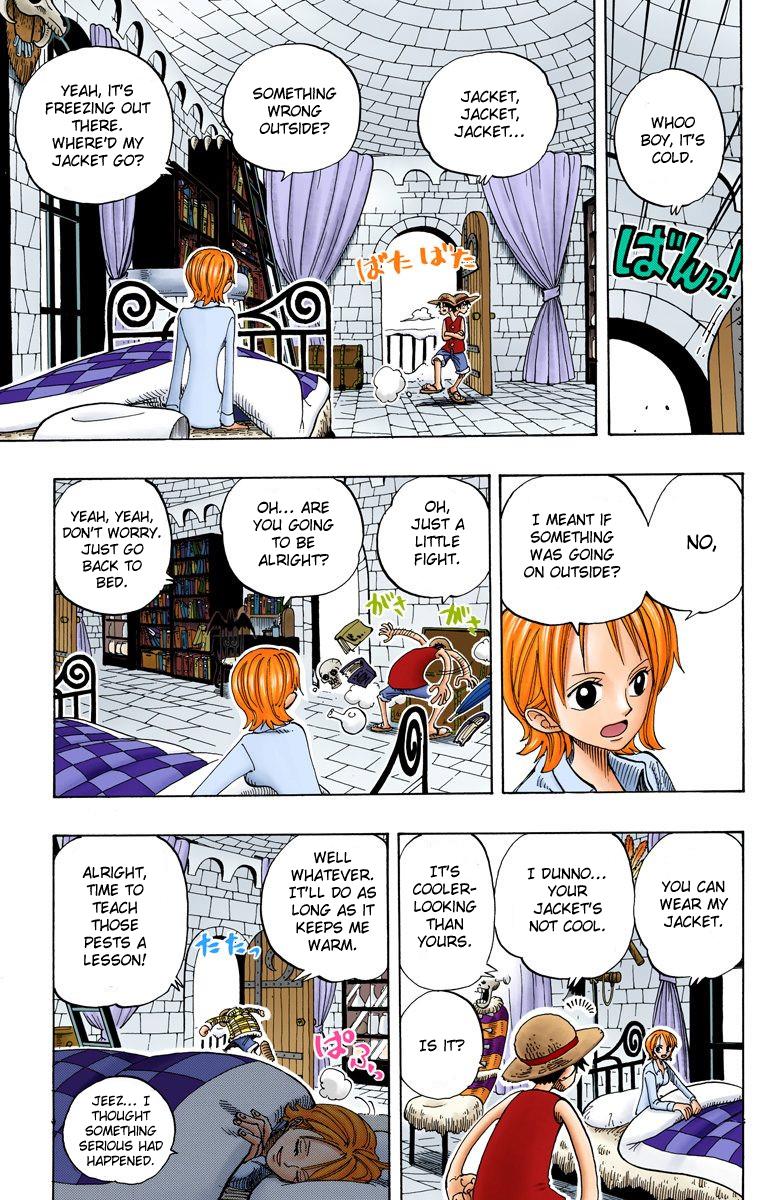 WHOO
BOY, IT'S
COLD.
ばんっ!
JACKET,
JACKET,
JACKET...
SOMETHING
WRONG
OUTSIDE?
YEAH, IT'S
FREEZING OUT
THERE.
WHERE'D MY
JACKET GO?
ばたばた
NO,
I MEANT IF
SOMETHING
WAS GOING
ON OUTSIDE?
OH,
JUST A
LITTLE
FIGHT.
OH... ARE
YOU GOING
TO BE
ALRIGHT?
YEAH, YEAH,
DON'T WORRY.
JUST GO
BACK TO
BED.
がさ
がさ
YOU CAN
WEAR MY
JACKET.
I DUNNO...
YOUR
JACKET'S
NOT COOL.
IT'S
COOLER-
LOOKING
THAN
YOURS.
IS IT?
WELL
WHATEVER.
IT'LL DO AS
LONG AS IT
KEEPS ME
WARM.
ALRIGHT,
TIME TO
TEACH
THOSE
PESTS A
LESSON!
たたっ
ぱふっ
JEEZ... I
THOUGHT
SOMETHING
SERIOUS HAD
HAPPENED.